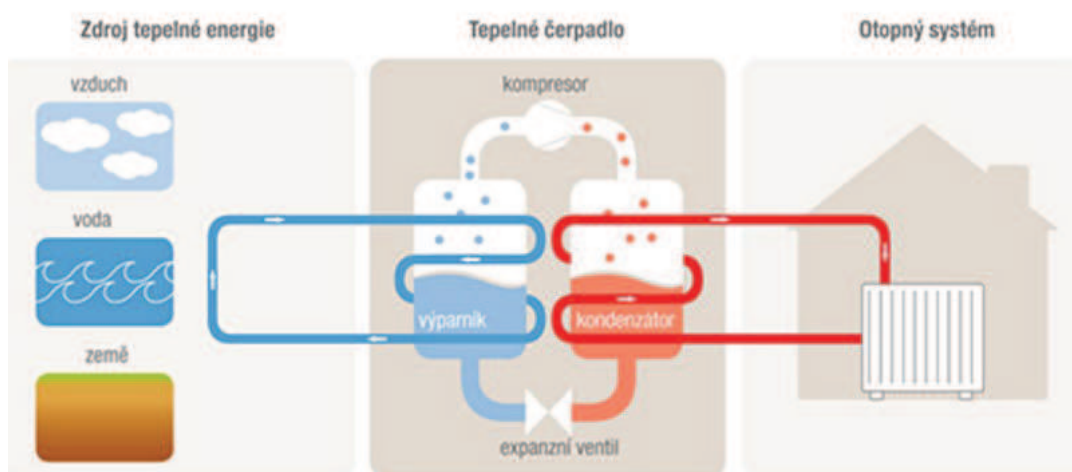 Zdroj tepelné energie
Tepelné čerpadlo
Otopný systém
vzduch
kompresor
voda
výparník
kondenzátor
země
expanzní ventil